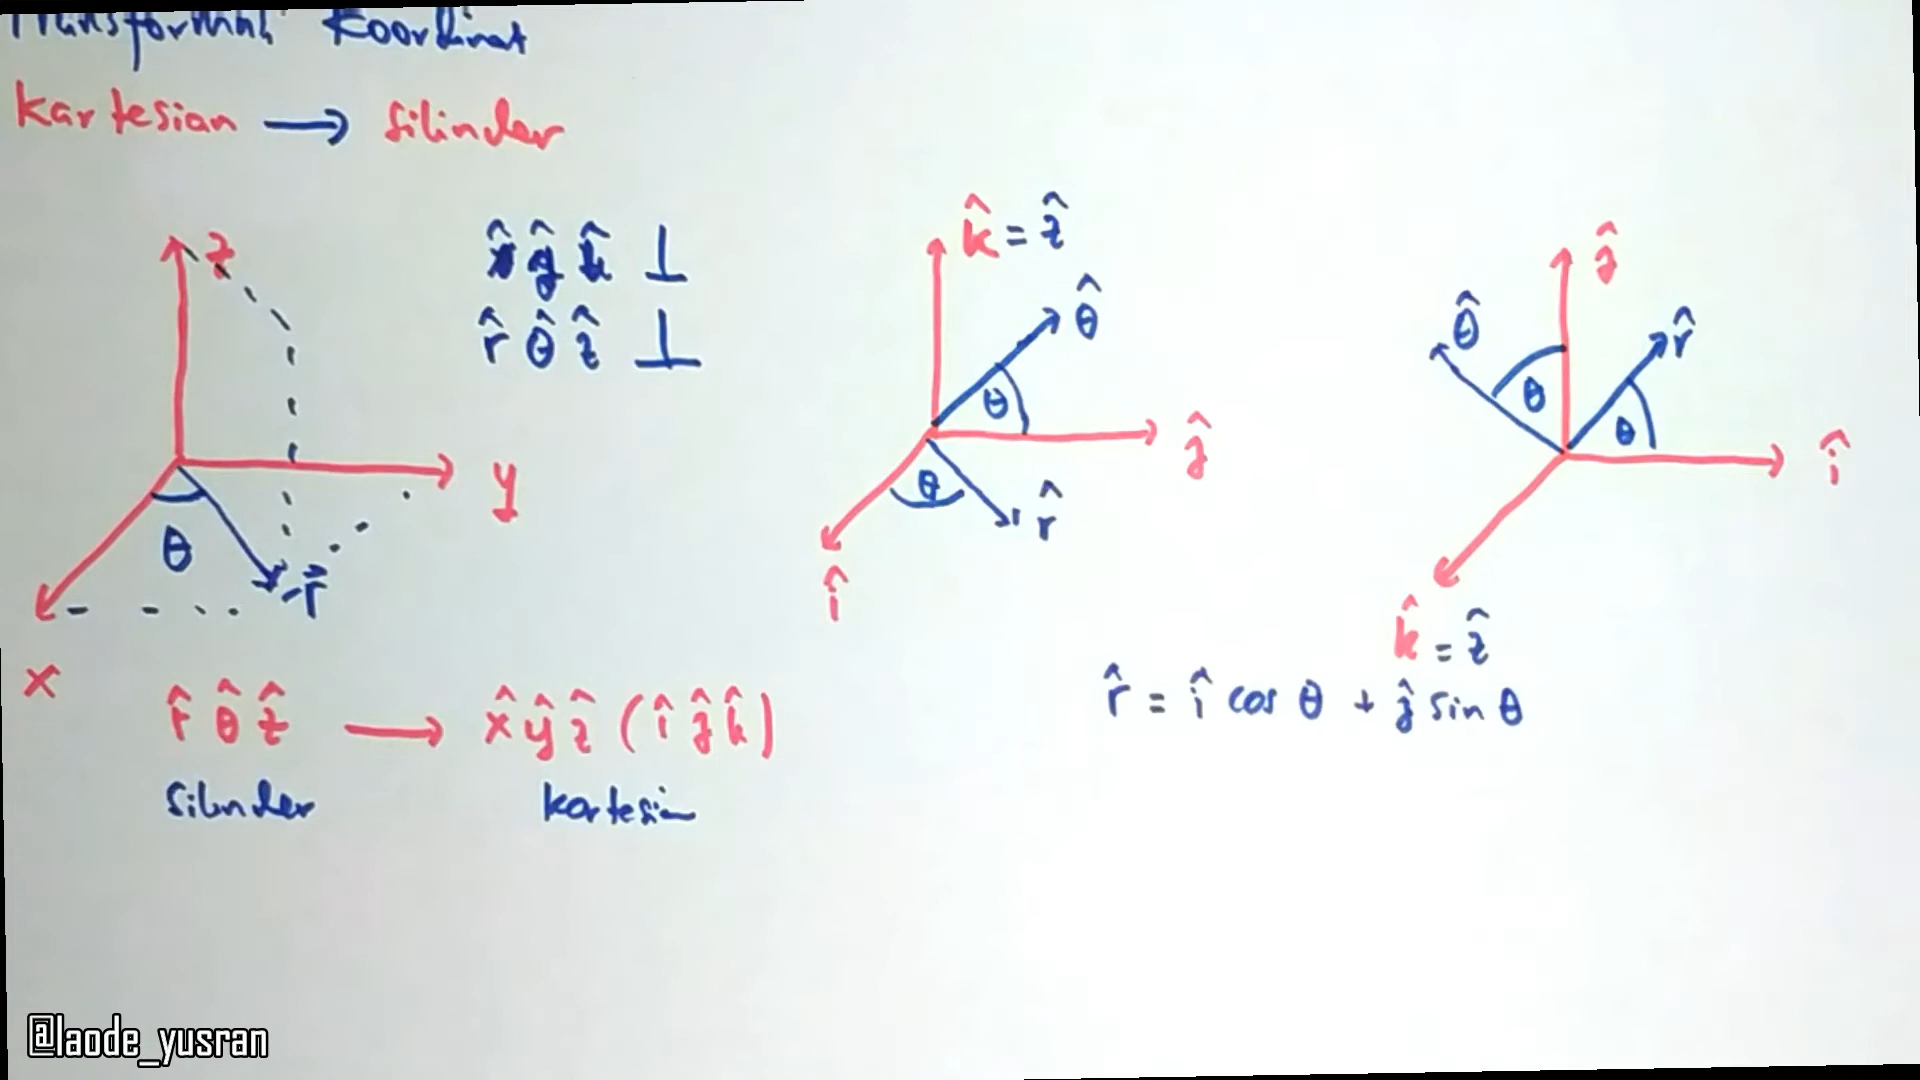 Transformasi Koordinat
Kartesian → Silinder
z
y
x
θ
r⃗
x̂ ŷ k̂ ⊥
r̂ θ̂ ẑ ⊥
r̂ θ̂ ẑ → x̂ ŷ ẑ (î ĵ k̂)
Silinder
kartesian
k̂ = ẑ
θ̂
θ
ĵ
θ
r̂
î
ĵ
θ̂
r̂
θ
θ
î
k̂ = ẑ
r̂ = î cos θ + ĵ sin θ
@laode_yusran